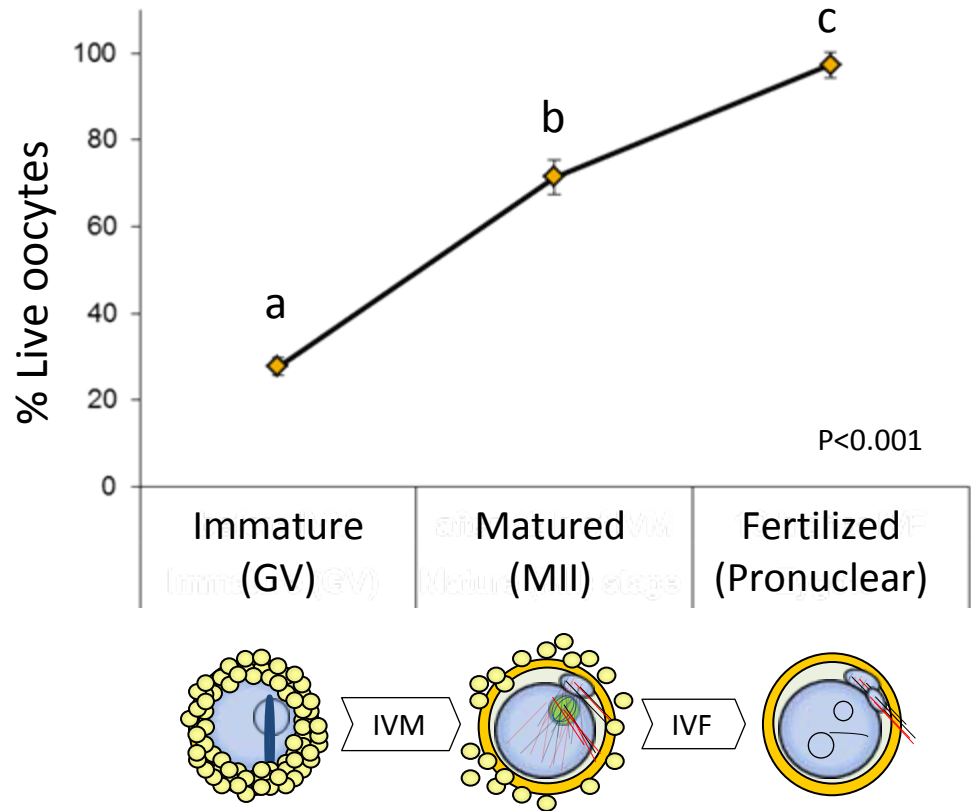 c
100
b
80
% Live oocytes
60
a
40
20
P<0.001
0
Immature Matured Fertilized
(GV) (MII) (Pronuclear)
IVM IVF